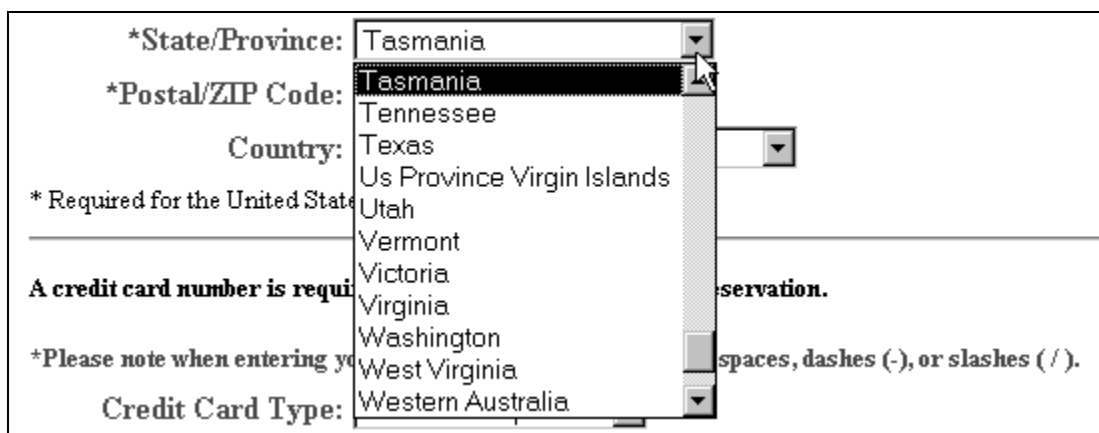 *State/Province: Tasmania
Tasmania
*Postal/ZIP Code:
Tennessee
Country: Texas
Us Province Virgin Islands
* Required for the United State
Utah
Vermont
Victoria
A credit card number is requi servation.
Virginia
Washington
*Please note when entering yo spaces, dashes (-), or slashes ( / ).
West Virginia
Credit Card Type: Western Australia